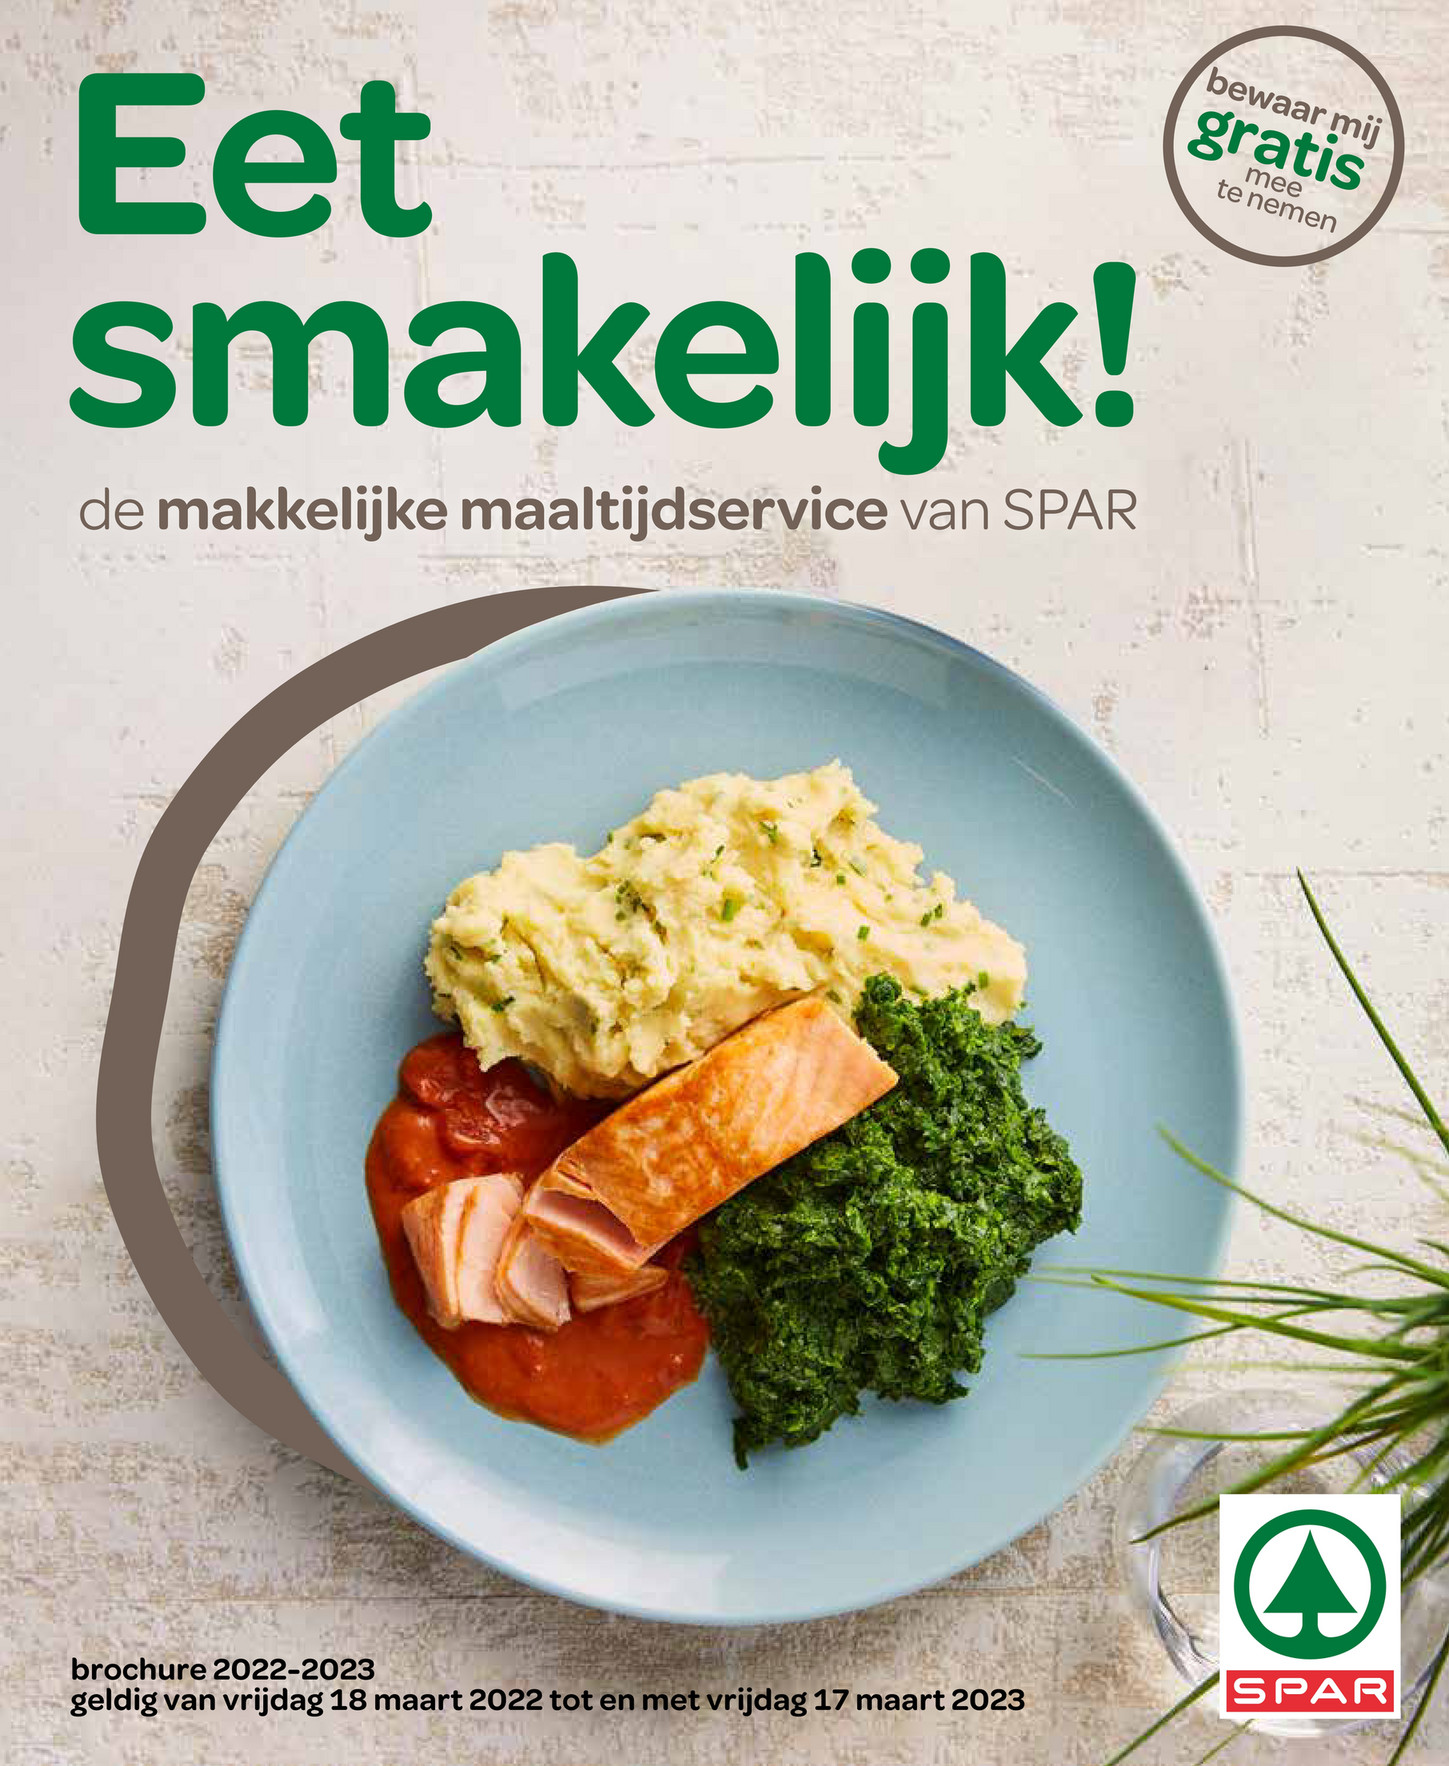 Eet
smakelijk!
de makkelijke maaltijdservice van SPAR
bewaar mij
gratis
mee
te nemen
brochure 2022-2023
geldig van vrijdag 18 maart 2022 tot en met vrijdag 17 maart 2023
SPAR